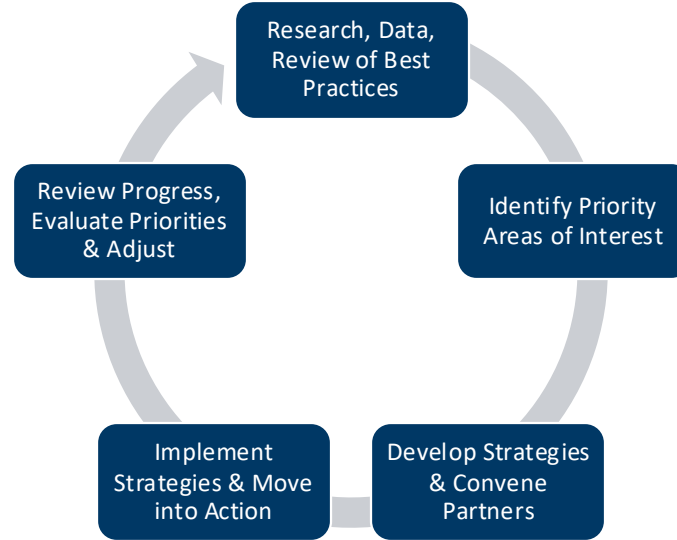 Research, Data,
Review of Best
Practices
Identify Priority
Areas of Interest
Develop Strategies
& Convene
Partners
Implement
Strategies & Move
into Action
Review Progress,
Evaluate Priorities
& Adjust